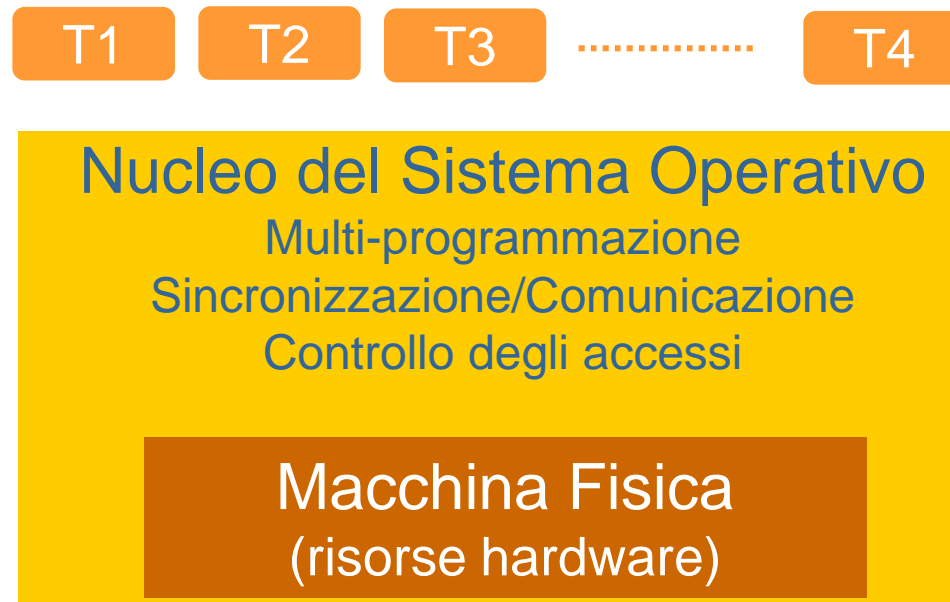 T1 T2 T3 ............... T4
Nucleo del Sistema Operativo
Multi-programmazione
Sincronizzazione/Comunicazione
Controllo degli accessi
Macchina Fisica
(risorse hardware)